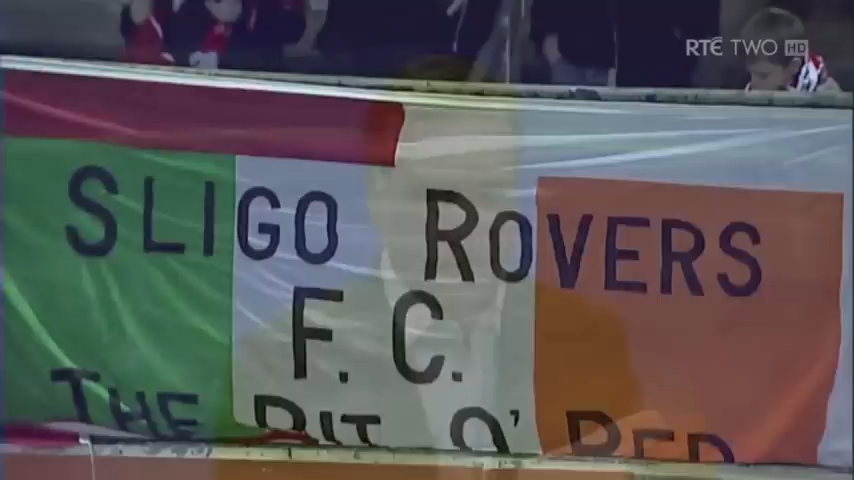 RTÉ TWO HD
SLIGO ROVERS
F.C.
THE BIT O' RED